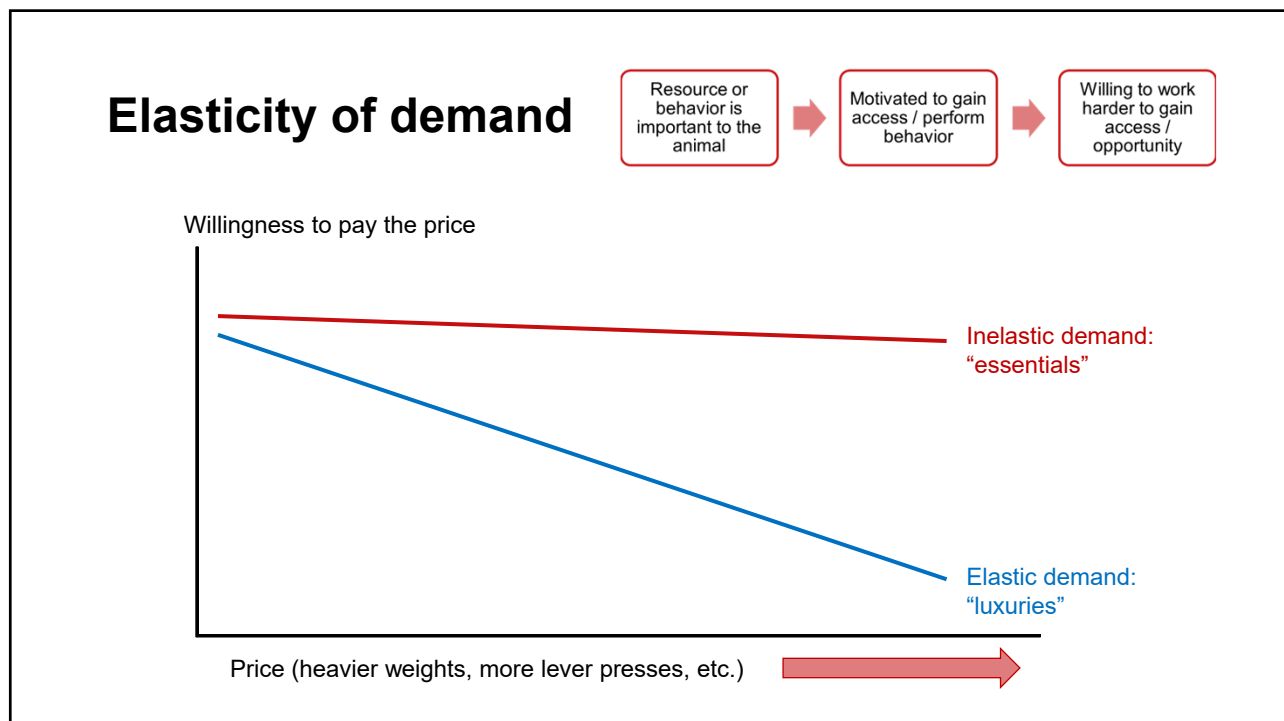 Elasticity of demand
Resource or
behavior is
important to the
animal
Motivated to gain
access / perform
behavior
Willing to work
harder to gain
access /
opportunity
Willingness to pay the price
Inelastic demand:
“essentials”
Elastic demand:
“luxuries”
Price (heavier weights, more lever presses, etc.)